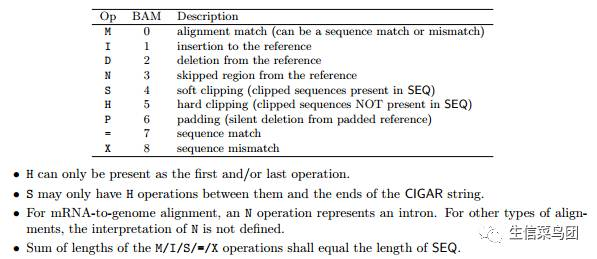 Op BAM Description
M 0 alignment match (can be a sequence match or mismatch)
I 1 insertion to the reference
D 2 deletion from the reference
N 3 skipped region from the reference
S 4 soft clipping (clipped sequences present in SEQ)
H 5 hard clipping (clipped sequences NOT present in SEQ)
P 6 padding (silent deletion from padded reference)
= 7 sequence match
X 8 sequence mismatch
• H can only be present as the first and/or last operation.
• S may only have H operations between them and the ends of the CIGAR string.
• For mRNA-to-genome alignment, an N operation represents an intron. For other types of align-
ments, the interpretation of N is not defined.
• Sum of lengths of the M/I/S/=/X operations shall equal the length of SEQ.
生信菜鸟团